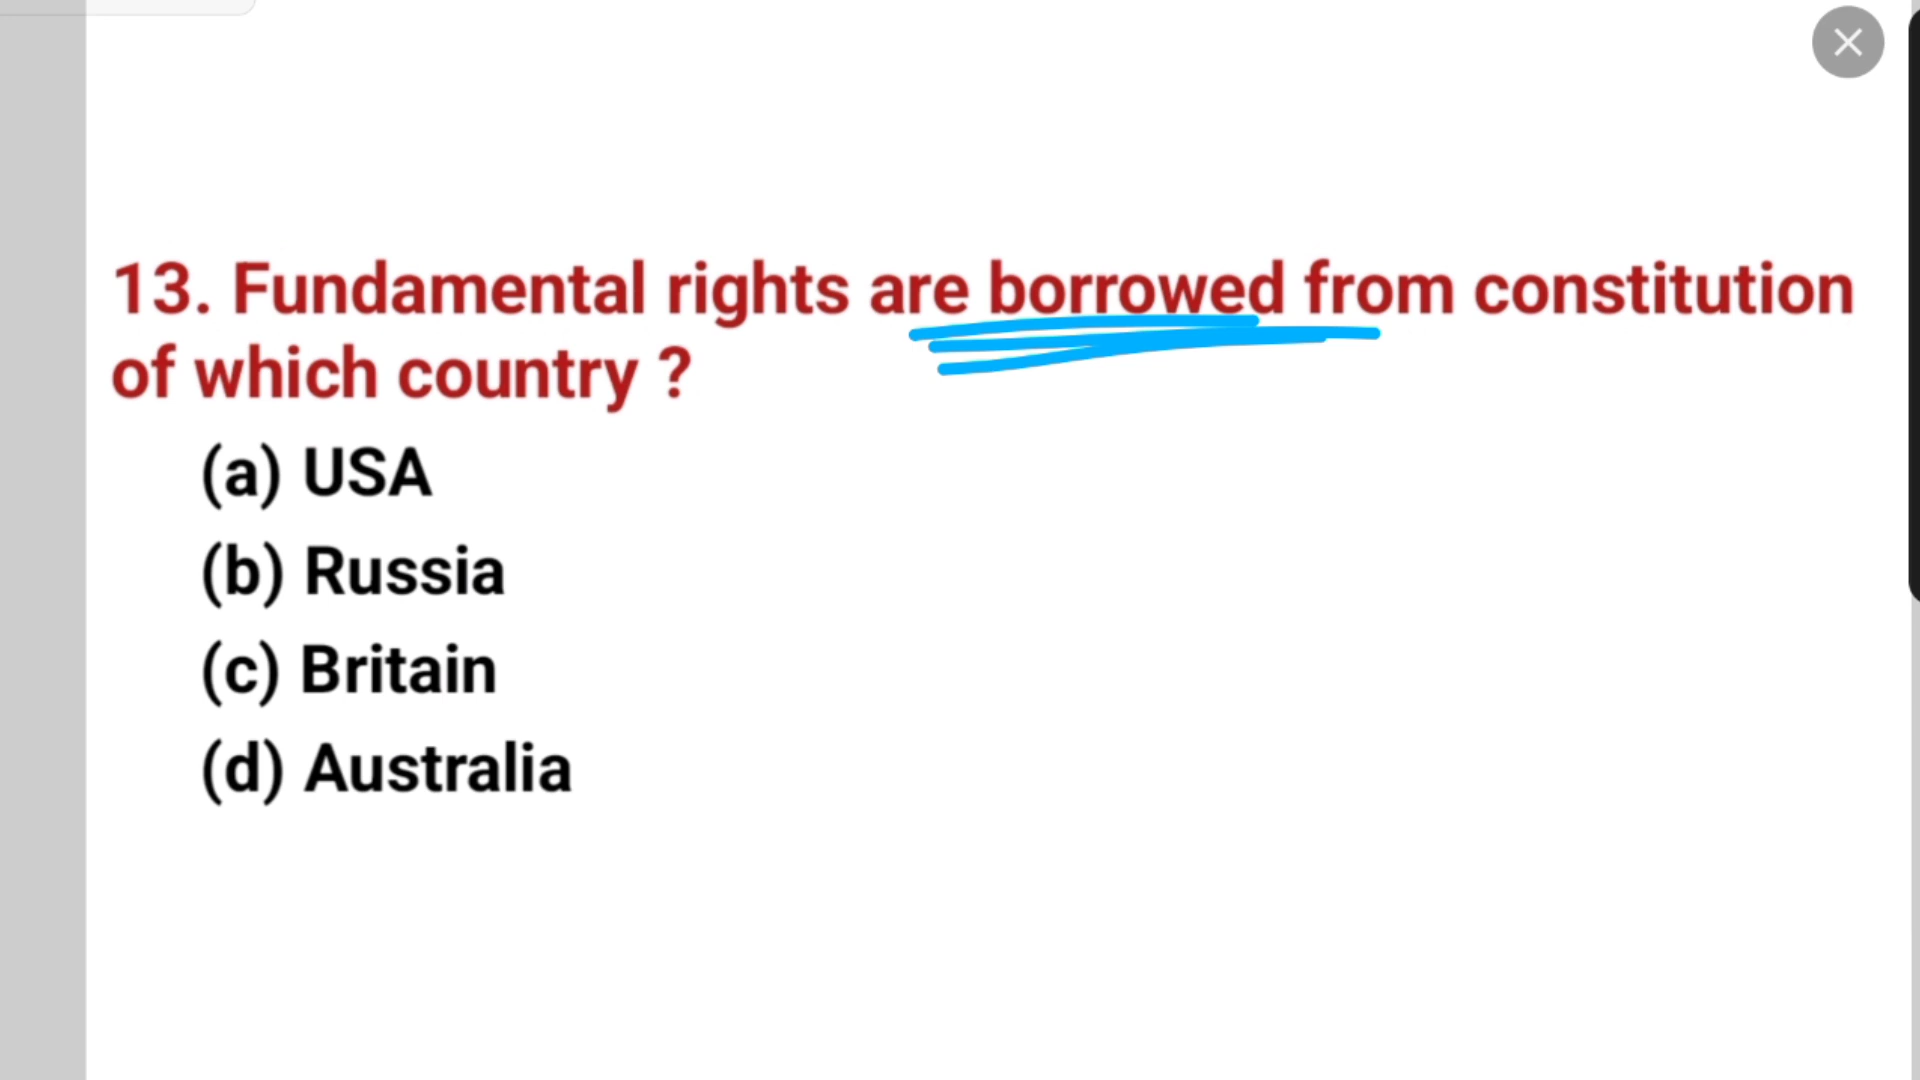 13. Fundamental rights are borrowed from constitution
of which country ?
(a) USA
(b) Russia
(c) Britain
(d) Australia